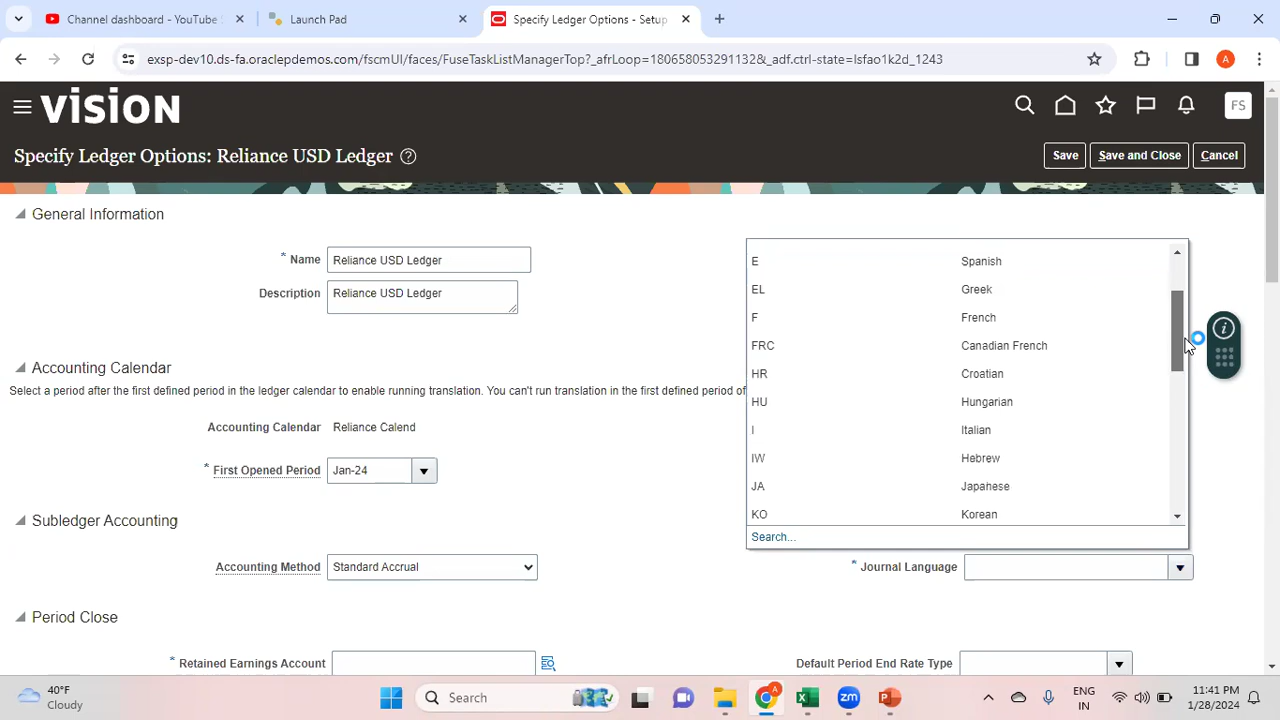 Channel dashboard - YouTube
Launch Pad
Specify Ledger Options - Setup
exsp-dev10.ds-fa.oraclepdemos.com/fscmUI/faces/FuseTaskListManagerTop?_afrLoop=18065805329113​2&_adf.ctrl-state=lsfao1k2d_1243
A
vision
FS
Specify Ledger Options: Reliance USD Ledger
Save
Save and Close
Cancel
General Information
* Name
Reliance USD Ledger
Description
Reliance USD Ledger
Accounting Calendar
Select a period after the first defined period in the ledger calendar to enable running translation. You can't run translation in the first defined period of
Accounting Calendar
Reliance Calend
* First Opened Period
Jan-24
Subledger Accounting
Accounting Method
Standard Accrual
E Spanish
EL Greek
F French
FRC Canadian French
HR Croatian
HU Hungarian
I Italian
IW Hebrew
JA Japanese
KO Korean
Search...
* Journal Language
Period Close
* Retained Earnings Account
Default Period End Rate Type
40°F
Cloudy
Search
ENG
IN
11:41 PM
1/28/2024